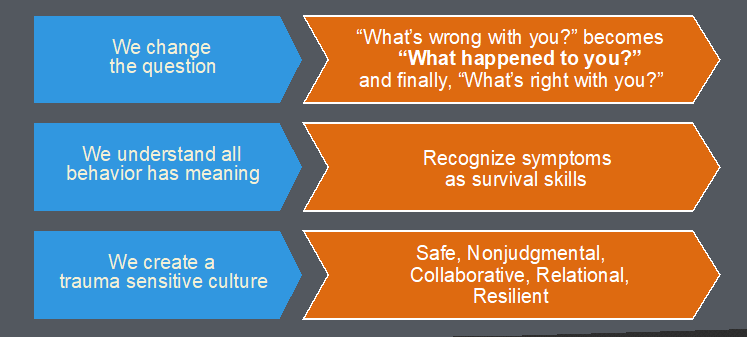 We change
the question
“What’s wrong with you?” becomes
“What happened to you?”
and finally, “What’s right with you?”
We understand all
behavior has meaning
Recognize symptoms
as survival skills
We create a
trauma sensitive culture
Safe, Nonjudgmental,
Collaborative, Relational,
Resilient